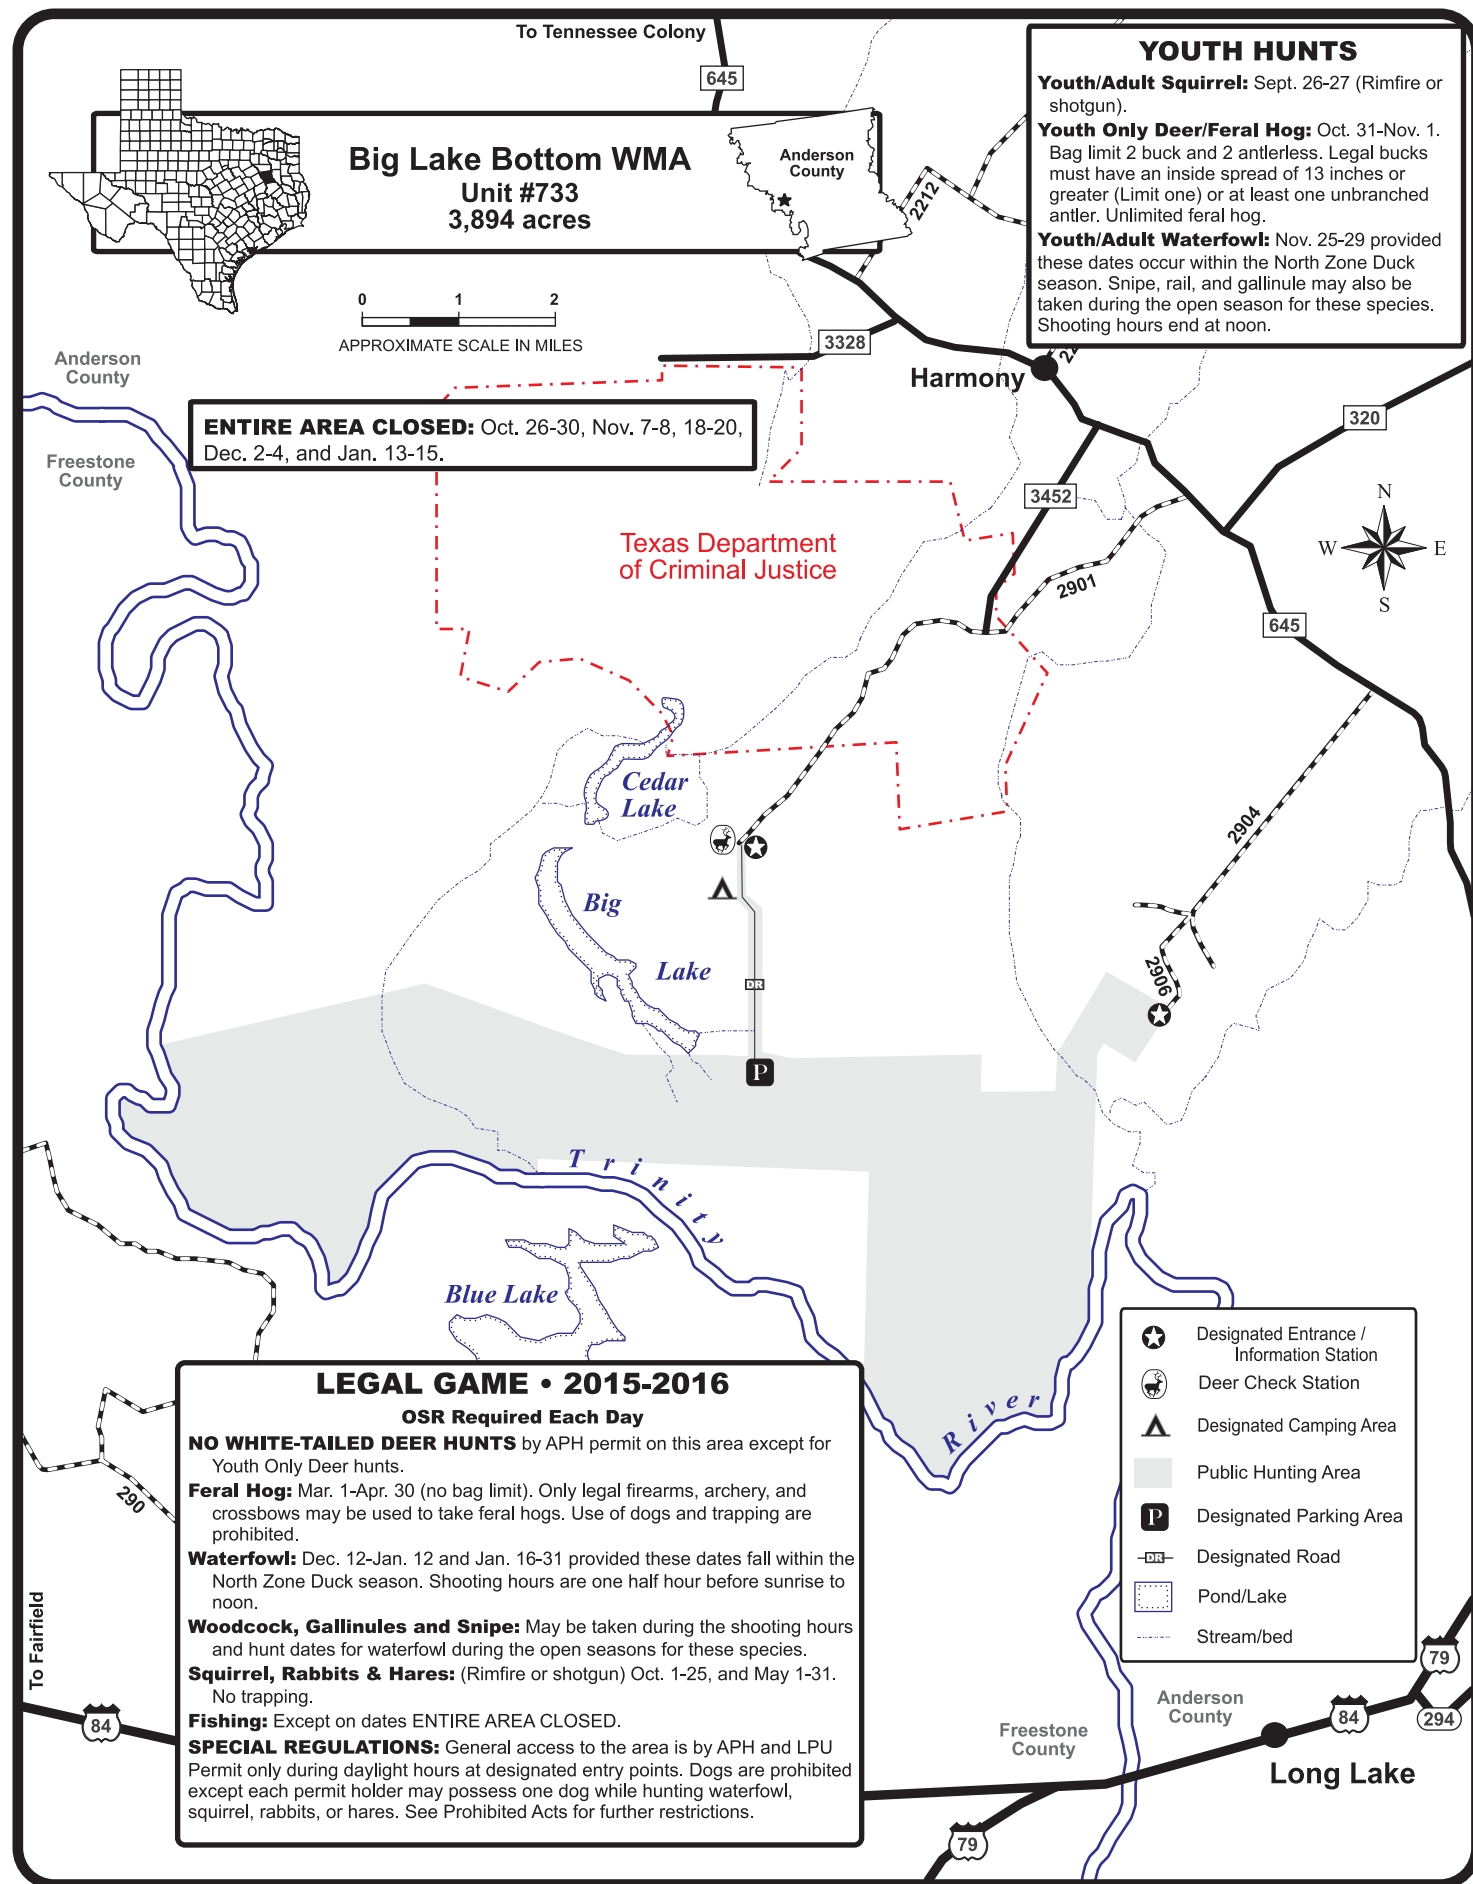 To Tennessee Colony
645
YOUTH HUNTS
Youth/Adult Squirrel: Sept. 26-27 (Rimfire or
shotgun).
Youth Only Deer/Feral Hog: Oct. 31-Nov. 1.
Bag limit 2 buck and 2 antlerless. Legal bucks
must have an inside spread of 13 inches or
greater (Limit one) or at least one unbranched
antler. Unlimited feral hog.
Youth/Adult Waterfowl: Nov. 25-29 provided
these dates occur within the North Zone Duck
season. Snipe, rail, and gallinule may also be
taken during the open season for these species.
Shooting hours end at noon.
Big Lake Bottom WMA
Unit #733
3,894 acres
Anderson
County
2212
0 1 2
APPROXIMATE SCALE IN MILES
3328
Anderson
County
Freestone
County
Harmony
22
320
ENTIRE AREA CLOSED: Oct. 26-30, Nov. 7-8, 18-20,
Dec. 2-4, and Jan. 13-15.
3452
N
W E
S
Texas Department
of Criminal Justice
2901
645
Cedar
Lake
2904
Big
Lake
DR
2906
P
Trinity
Blue Lake
River
Designated Entrance /
Information Station
Deer Check Station
Designated Camping Area
Public Hunting Area
P Designated Parking Area
DR Designated Road
Pond/Lake
Stream/bed
LEGAL GAME • 2015-2016
OSR Required Each Day
NO WHITE-TAILED DEER HUNTS by APH permit on this area except for
Youth Only Deer hunts.
Feral Hog: Mar. 1-Apr. 30 (no bag limit). Only legal firearms, archery, and
crossbows may be used to take feral hogs. Use of dogs and trapping are
prohibited.
Waterfowl: Dec. 12-Jan. 12 and Jan. 16-31 provided these dates fall within the
North Zone Duck season. Shooting hours are one half hour before sunrise to
noon.
Woodcock, Gallinules and Snipe: May be taken during the shooting hours
and hunt dates for waterfowl during the open seasons for these species.
Squirrel, Rabbits & Hares: (Rimfire or shotgun) Oct. 1-25, and May 1-31.
No trapping.
Fishing: Except on dates ENTIRE AREA CLOSED.
SPECIAL REGULATIONS: General access to the area is by APH and LPU
Permit only during daylight hours at designated entry points. Dogs are prohibited
except each permit holder may possess one dog while hunting waterfowl,
squirrel, rabbits, or hares. See Prohibited Acts for further restrictions.
290
To Fairfield
84
Freestone
County
Anderson
County
79
84
294
Long Lake
79